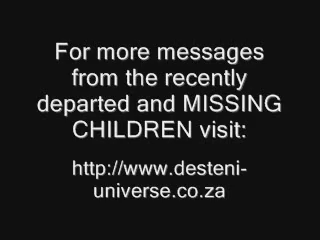 For more messages
from the recently
departed and MISSING
CHILDREN visit:
http://www.desteni-
universe.co.za